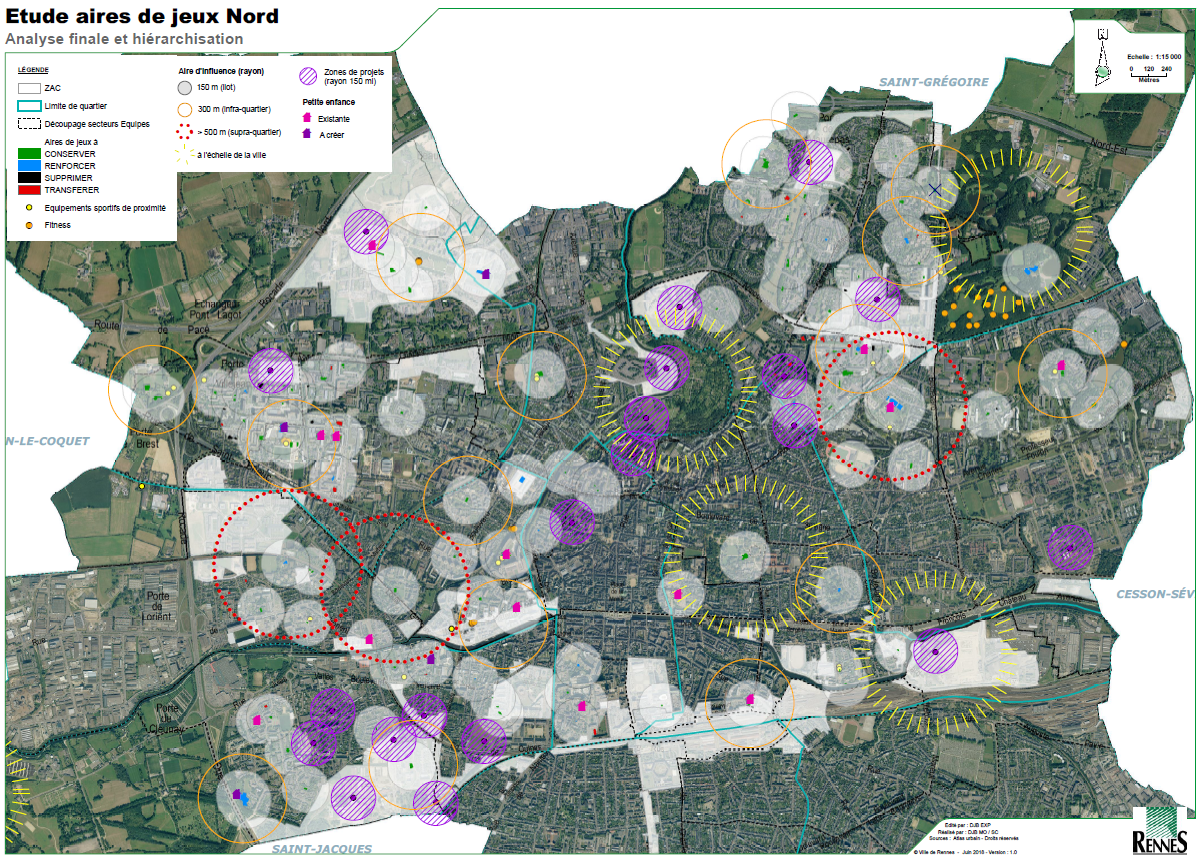 Etude aires de jeux Nord
Analyse finale et hiérarchisation
LÉGENDE
ZAC
Limite de quartier
Découpage secteurs Equipes
Aires de jeux à
CONSERVER
RENFORCER
SUPPRIMER
TRANSFERER
Equipements sportifs de proximité
Fitness
Aire d'influence (rayon)
150 m (îlot)
300 m (infra-quartier)
> 500 m (supra-quartier)
à l'échelle de la ville
Zones de projets
(rayon 150 ml)
Petite enfance
Existante
A créer
N
Echelle : 1:15 000
0 120 240
Mètres
SAINT-GRÉGOIRE
Nord-Est
Echangeur
Pont-Lagot
Route de Pacé
Porte
N-LE-COQUET
Brest
Porte
de
Lorient
Rue
de
CESSON-SÉV
Château
Porte
du
Cleunay
SAINT-JACQUES
Edité par : DJB EXP
Réalisé par : DJB MO / SC
Sources : Atlas urbain - Droits réservés
© Ville de Rennes - Juin 2018 - Version : 1.0
RENNES